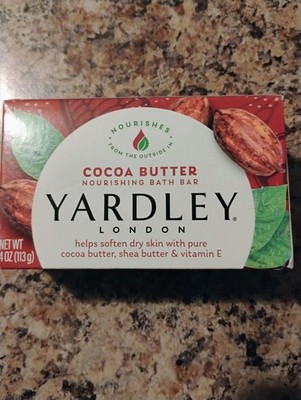 NOURISHES
FROM THE OUTSIDE IN
COCOA BUTTER
NOURISHING BATH BAR
YARDLEY®
LONDON
helps soften dry skin with pure
cocoa butter, shea butter & vitamin E
NET WT
4 OZ (113 g)